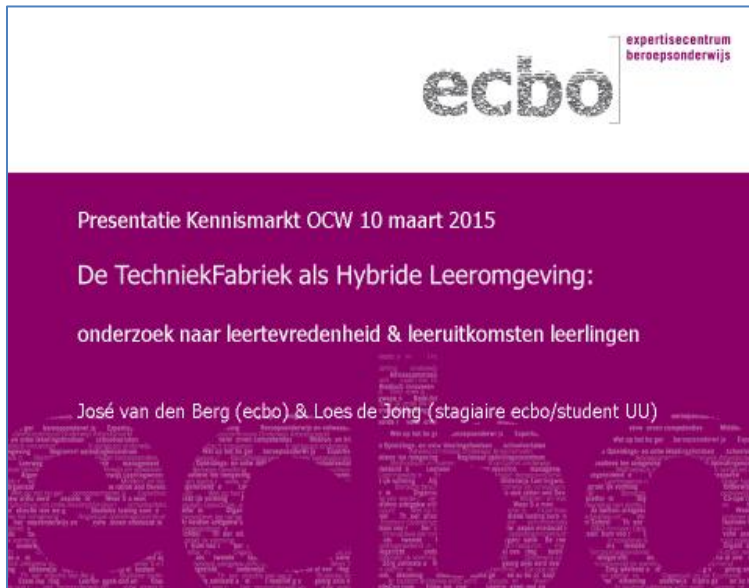 expertisecentrum
beroepsonderwijs
ecbo
Presentatie Kennismarkt OCW 10 maart 2015
De TechniekFabriek als Hybride Leeromgeving:
onderzoek naar leertevredenheid & leeruitkomsten leerlingen
José van den Berg (ecbo) & Loes de Jong (stagiaire ecbo/student UU)
ecbo